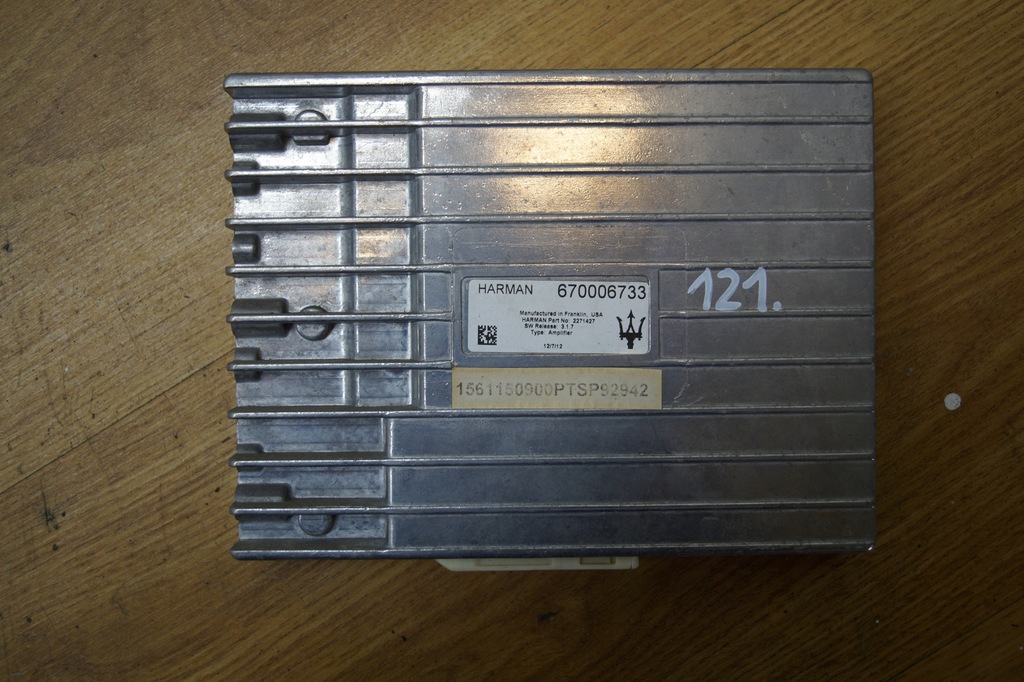 HARMAN 670006733
121.
Manufactured in Franklin, USA
HARMAN Part No: 2271427
SW Release: 3.1.7
Type: Amplifier
12/7/12
1561150900PTSP92942